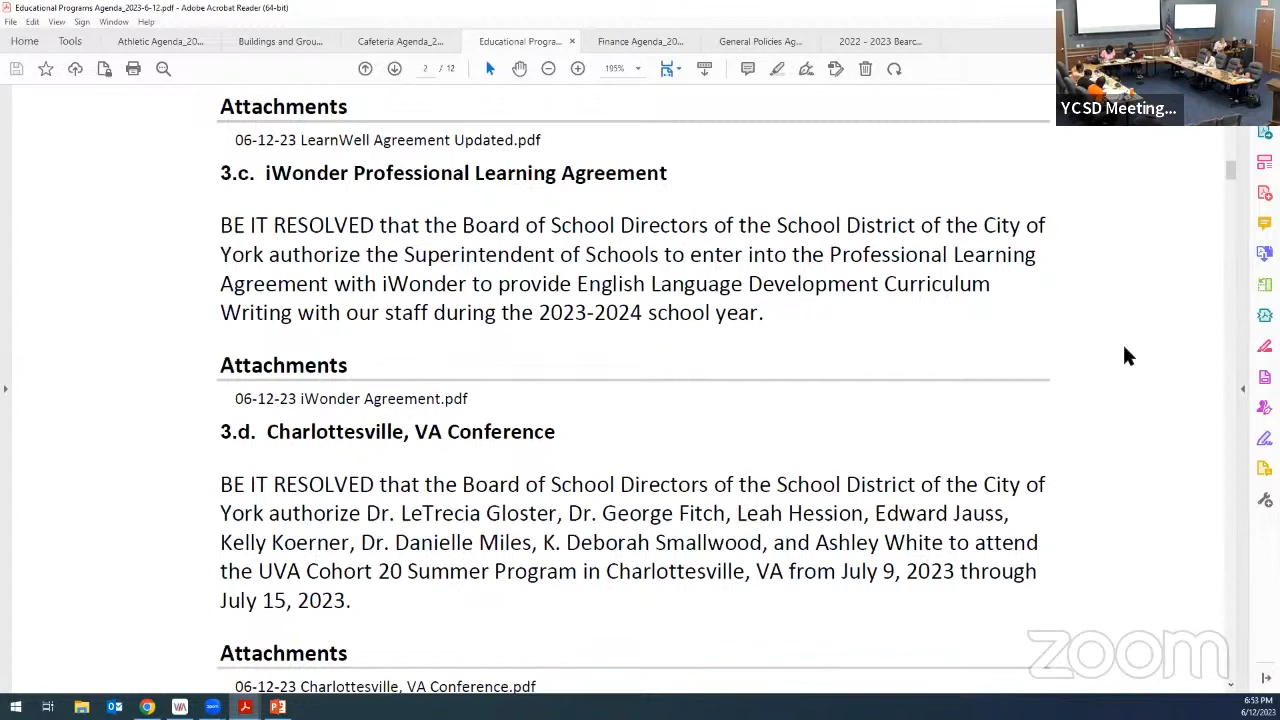 Educational Programs Agenda_2023-6-12.pdf - Adobe Acrobat Reader (64-bit)
File Edit View Sign Window Help
Home Tools Athletic Agenda_20... Buildings and Grou... Cafeteria Agenda_2... Educational Progra... × Finance Agenda_20... General Policies Ag... 2022 - 2023 Bearc...
/ 12 195%
YCSD Meeting...
Attachments
06-12-23 LearnWell Agreement Updated.pdf
3.c. iWonder Professional Learning Agreement
BE IT RESOLVED that the Board of School Directors of the School District of the City of
York authorize the Superintendent of Schools to enter into the Professional Learning
Agreement with iWonder to provide English Language Development Curriculum
Writing with our staff during the 2023-2024 school year.
Attachments
06-12-23 iWonder Agreement.pdf
3.d. Charlottesville, VA Conference
BE IT RESOLVED that the Board of School Directors of the School District of the City of
York authorize Dr. LeTrecia Gloster, Dr. George Fitch, Leah Hession, Edward Jauss,
Kelly Koerner, Dr. Danielle Miles, K. Deborah Smallwood, and Ashley White to attend
the UVA Cohort 20 Summer Program in Charlottesville, VA from July 9, 2023 through
July 15, 2023.
Attachments
06-12-23 Charlottesville, VA Conference.pdf
zoom
6:53 PM
6/12/2023